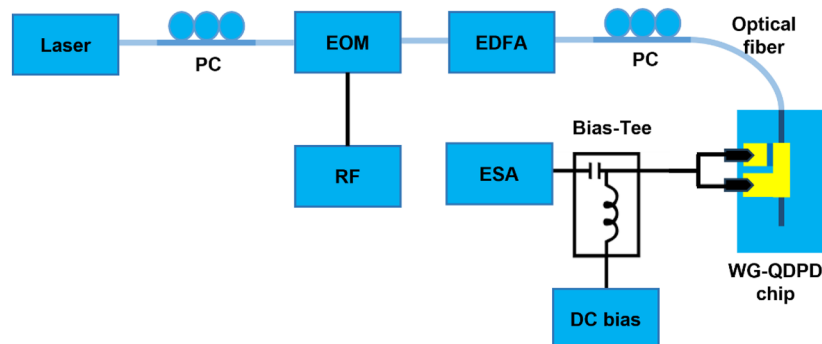 Laser
PC
EOM
EDFA
PC
Optical
fiber
RF
ESA
Bias-Tee
DC bias
WG-QDPD
chip